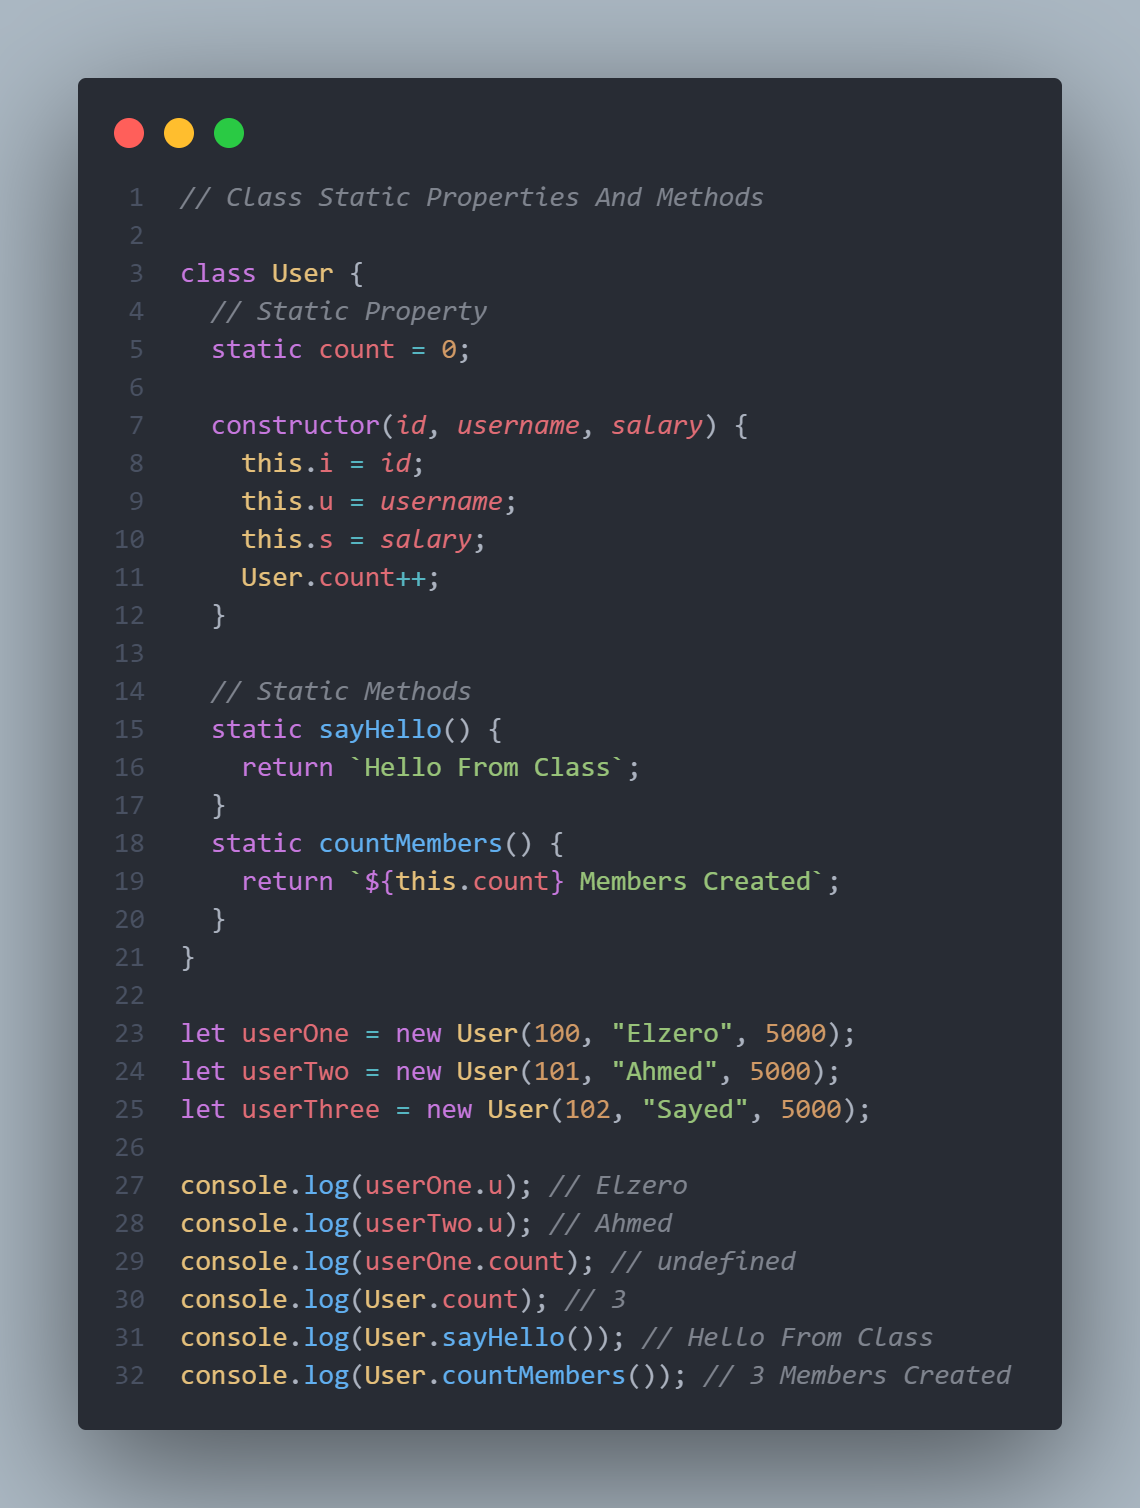 1 // Class Static Properties And Methods
2
3 class User {
4   // Static Property
5   static count = 0;
6
7   constructor(id, username, salary) {
8     this.i = id;
9     this.u = username;
10     this.s = salary;
11     User.count++;
12   }
13
14   // Static Methods
15   static sayHello() {
16     return `Hello From Class`;
17   }
18   static countMembers() {
19     return `${this.count} Members Created`;
20   }
21 }
22
23 let userOne = new User(100, "Elzero", 5000);
24 let userTwo = new User(101, "Ahmed", 5000);
25 let userThree = new User(102, "Sayed", 5000);
26
27 console.log(userOne.u); // Elzero
28 console.log(userTwo.u); // Ahmed
29 console.log(userOne.count); // undefined
30 console.log(User.count); // 3
31 console.log(User.sayHello()); // Hello From Class
32 console.log(User.countMembers()); // 3 Members Created